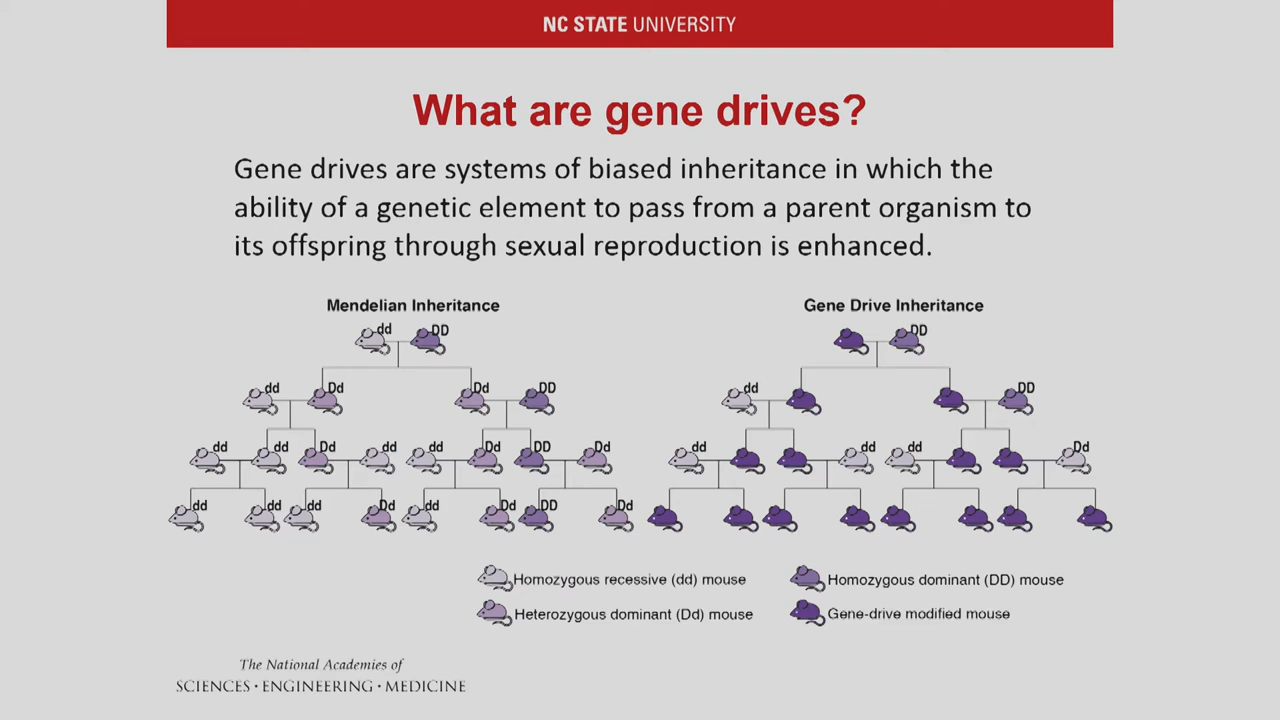 NC STATE UNIVERSITY
What are gene drives?
Gene drives are systems of biased inheritance in which the
ability of a genetic element to pass from a parent organism to
its offspring through sexual reproduction is enhanced.
Mendelian Inheritance
dd DD
dd Dd Dd DD
dd dd Dd dd dd Dd DD Dd
dd dd dd Dd dd Dd DD Dd
Gene Drive Inheritance
DD
dd DD
dd dd dd Dd
Homozygous recessive (dd) mouse
Homozygous dominant (DD) mouse
Heterozygous dominant (Dd) mouse
Gene-drive modified mouse
The National Academies of
SCIENCES · ENGINEERING · MEDICINE